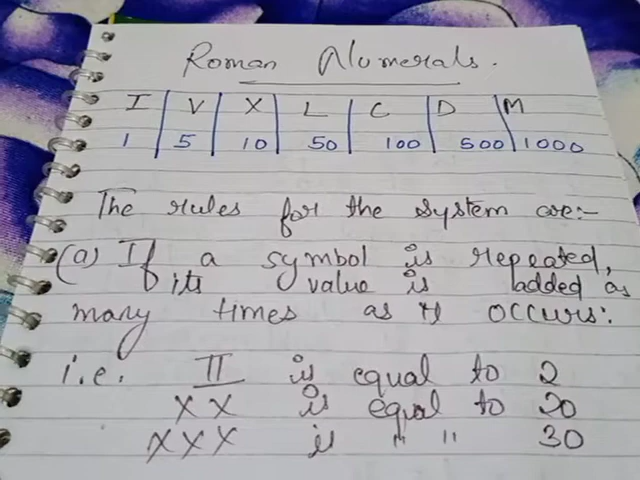 Roman Numerals.
I V X L C D M
1 5 10 50 100 500 1000
The rules for the system are:-
(a) If a symbol is repeated,
its value is added as
many times as it occurs:
i.e. II is equal to 2
XX is equal to 20
XXX is " " 30